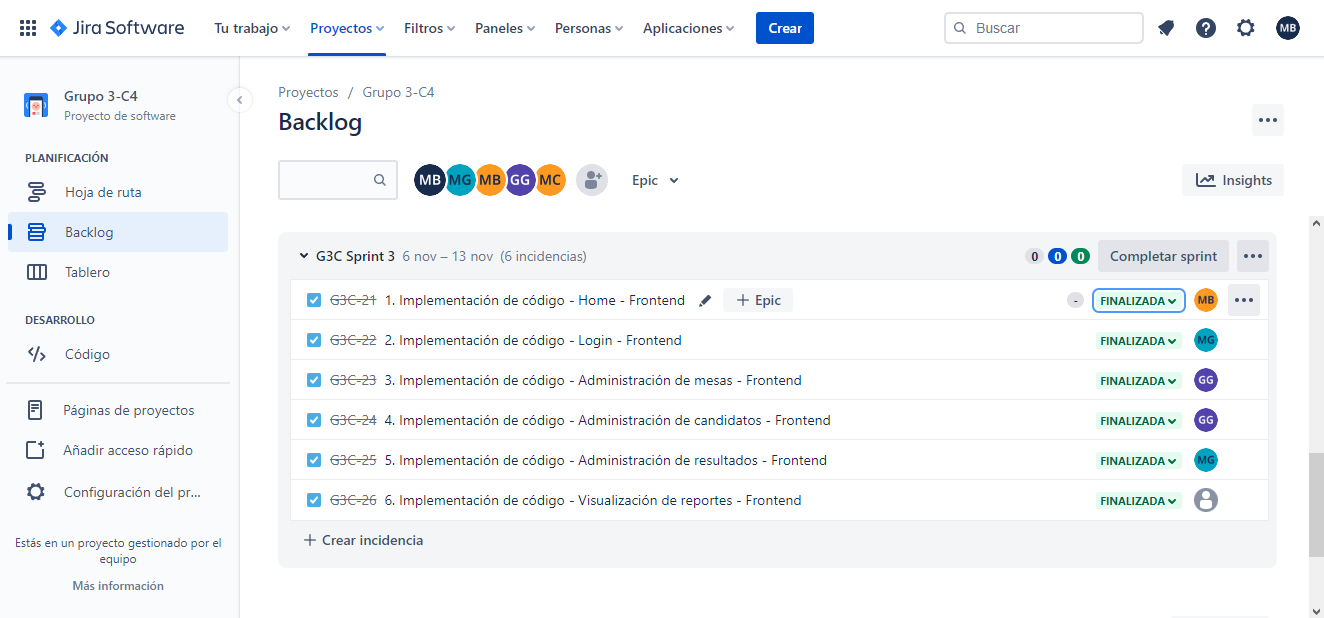 Jira Software Tu trabajo Proyectos Filtros Paneles Personas Aplicaciones Crear Buscar MB
Grupo 3-C4
Proyecto de software
PLANIFICACIÓN
Hoja de ruta
Backlog
Tablero
DESARROLLO
Código
Páginas de proyectos
Añadir acceso rápido
Configuración del pr...
Estás en un proyecto gestionado por el
equipo
Más información
Proyectos / Grupo 3-C4
Backlog
MB MG MB GG MC Epic Insights
G3C Sprint 3 6 nov – 13 nov (6 incidencias) 0 0 0 Completar sprint
G3C-21 1. Implementación de código - Home - Frontend + Epic - FINALIZADA MB
G3C-22 2. Implementación de código - Login - Frontend FINALIZADA MG
G3C-23 3. Implementación de código - Administración de mesas - Frontend FINALIZADA GG
G3C-24 4. Implementación de código - Administración de candidatos - Frontend FINALIZADA GG
G3C-25 5. Implementación de código - Administración de resultados - Frontend FINALIZADA MG
G3C-26 6. Implementación de código - Visualización de reportes - Frontend FINALIZADA
+ Crear incidencia